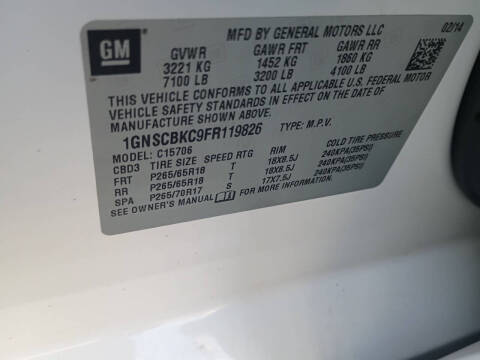 MFD BY GENERAL MOTORS LLC 02/14
GM
GVWR GAWR FRT GAWR RR
3221 KG 1452 KG 1860 KG
7100 LB 3200 LB 4100 LB
THIS VEHICLE CONFORMS TO ALL APPLICABLE U.S. FEDERAL MOTOR
VEHICLE SAFETY STANDARDS IN EFFECT ON THE DATE OF
MANUFACTURE SHOWN ABOVE.
1GNSCBKC9FR119826 TYPE: M.P.V.
MODEL: C15706
CBD3 TIRE SIZE SPEED RTG RIM COLD TIRE PRESSURE
FRT P265/65R18 T 18X8.5J 240KPA(35PSI)
RR P265/65R18 T 18X8.5J 240KPA(35PSI)
SPA P265/70R17 S 17X7.5J 240KPA(35PSI)
SEE OWNER'S MANUAL FOR MORE INFORMATION.